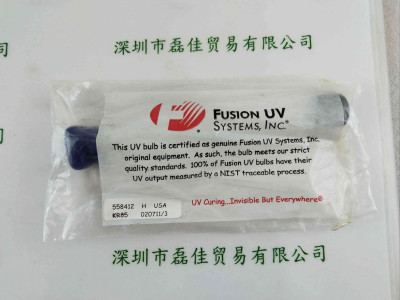 深圳市磊佳贸易有限公司
FUSION UV
SYSTEMS, INC.®
This UV bulb is certified as genuine Fusion UV Systems, Inc.
original equipment. As such, the bulb meets our strict
quality standards. 100% of Fusion UV bulbs have their
UV output measured by a NIST traceable process.
558412 H USA
KR85 020711/3
UV Curing...Invisible But Everywhere®
深圳市磊佳贸易有限公司